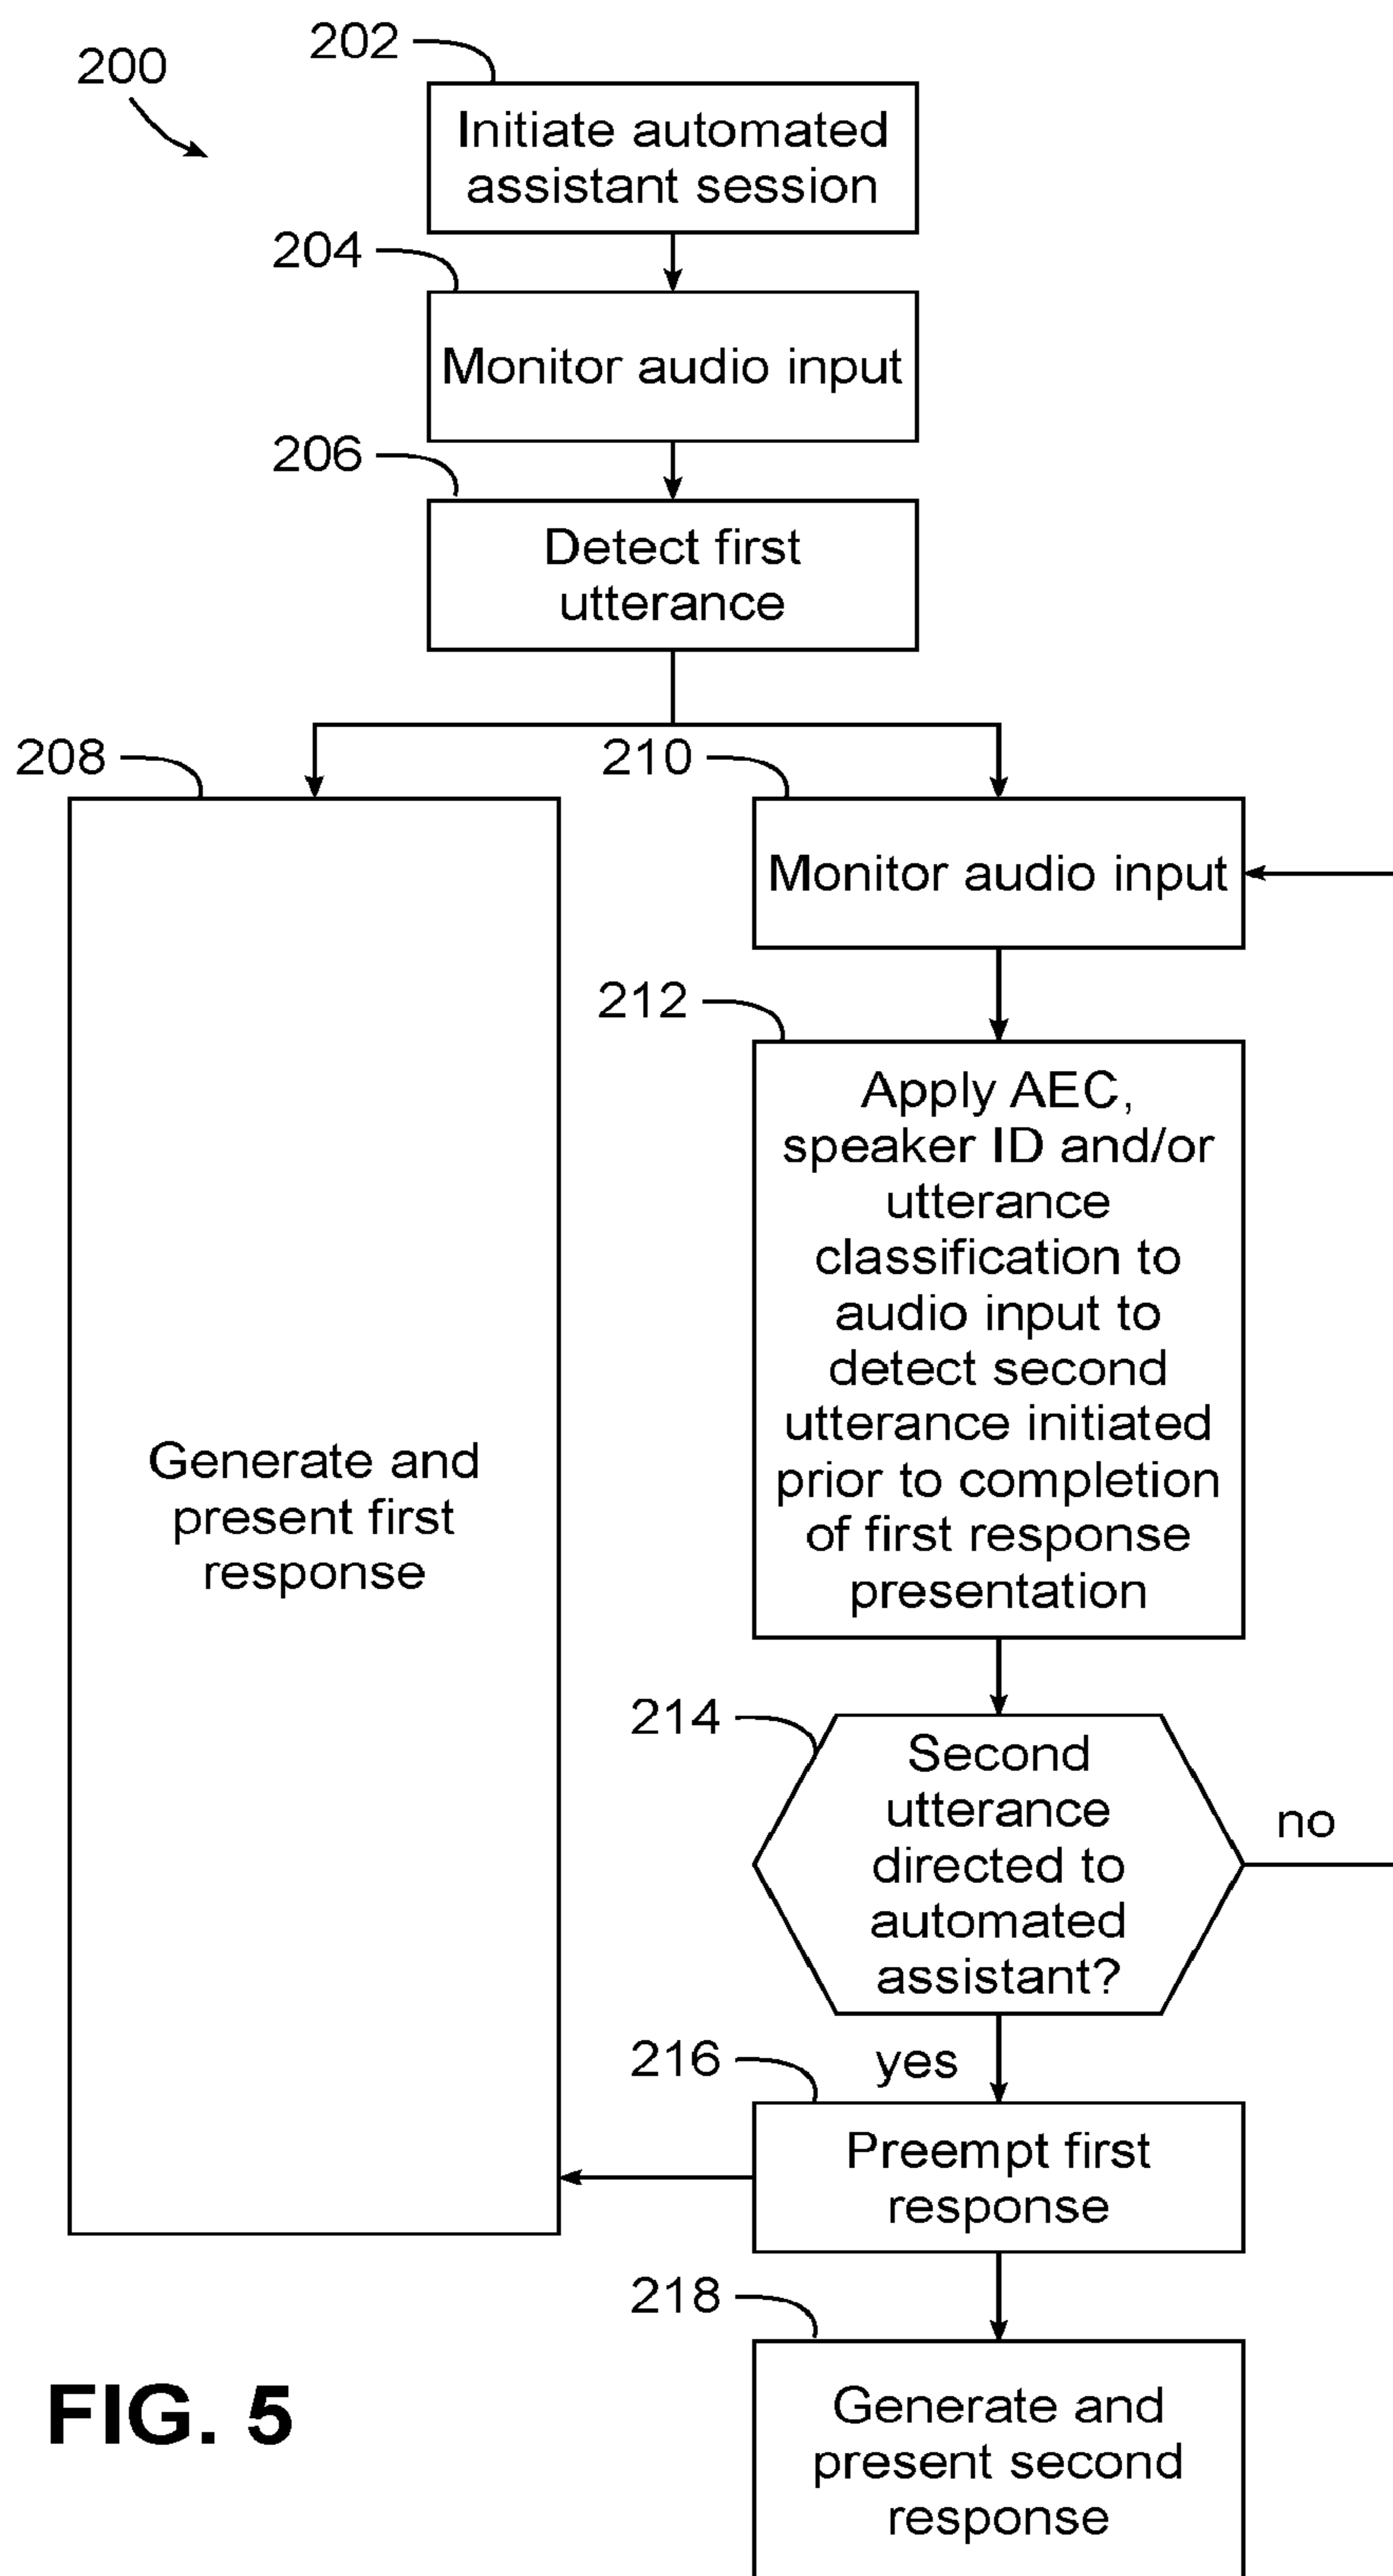 200
202
Initiate automated
assistant session
204
Monitor audio input
206
Detect first
utterance
208
Generate and
present first
response
210
Monitor audio input
212
Apply AEC,
speaker ID and/or
utterance
classification to
audio input to
detect second
utterance initiated
prior to completion
of first response
presentation
214
Second
utterance
directed to
automated
assistant?
no
yes
216
Preempt first
response
218
Generate and
present second
response
FIG. 5